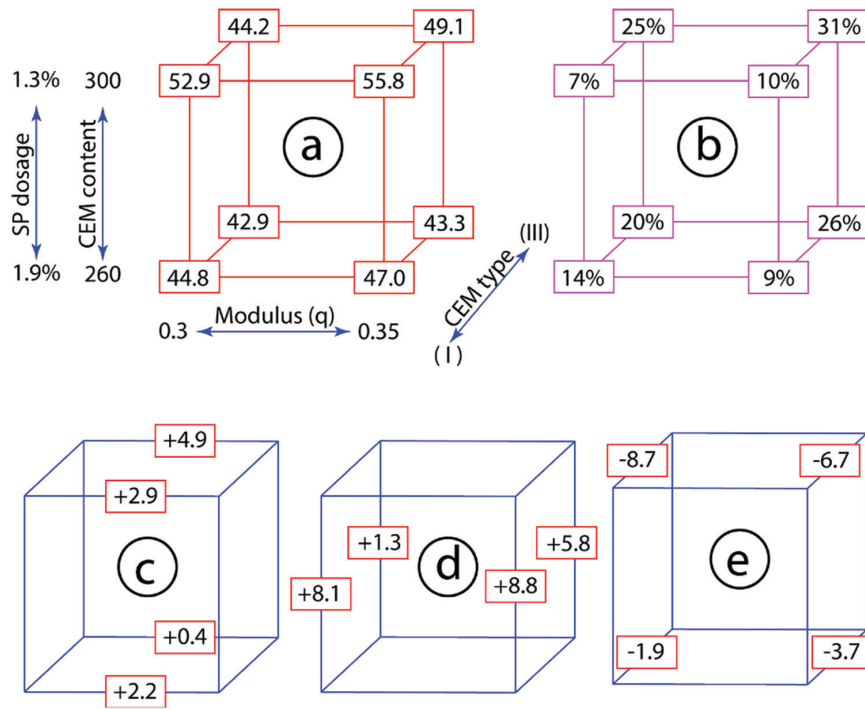 44.2 49.1 25% 31%
1.3% 300 52.9 55.8 7% 10%
SP dosage
CEM content
a b
42.9 43.3 (III) 20% 26%
1.9% 260 44.8 47.0 CEM type 14% 9%
0.3 Modulus (q) 0.35
(I)
+4.9
-8.7 -6.7
+2.9
+1.3 +5.8
c d e
+8.1 +8.8
+0.4
-1.9 -3.7
+2.2